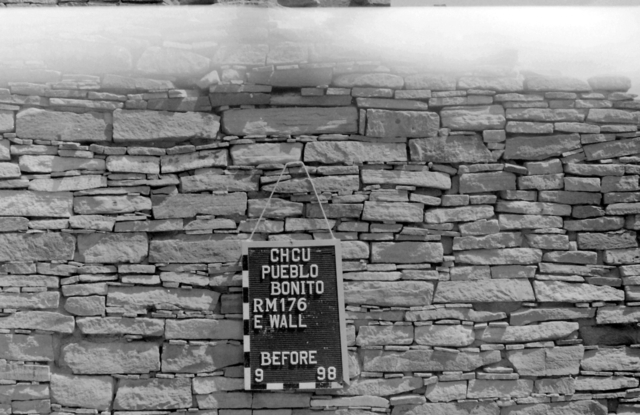 CHCU
PUEBLO
BONITO
RM176
E WALL
BEFORE
9 98